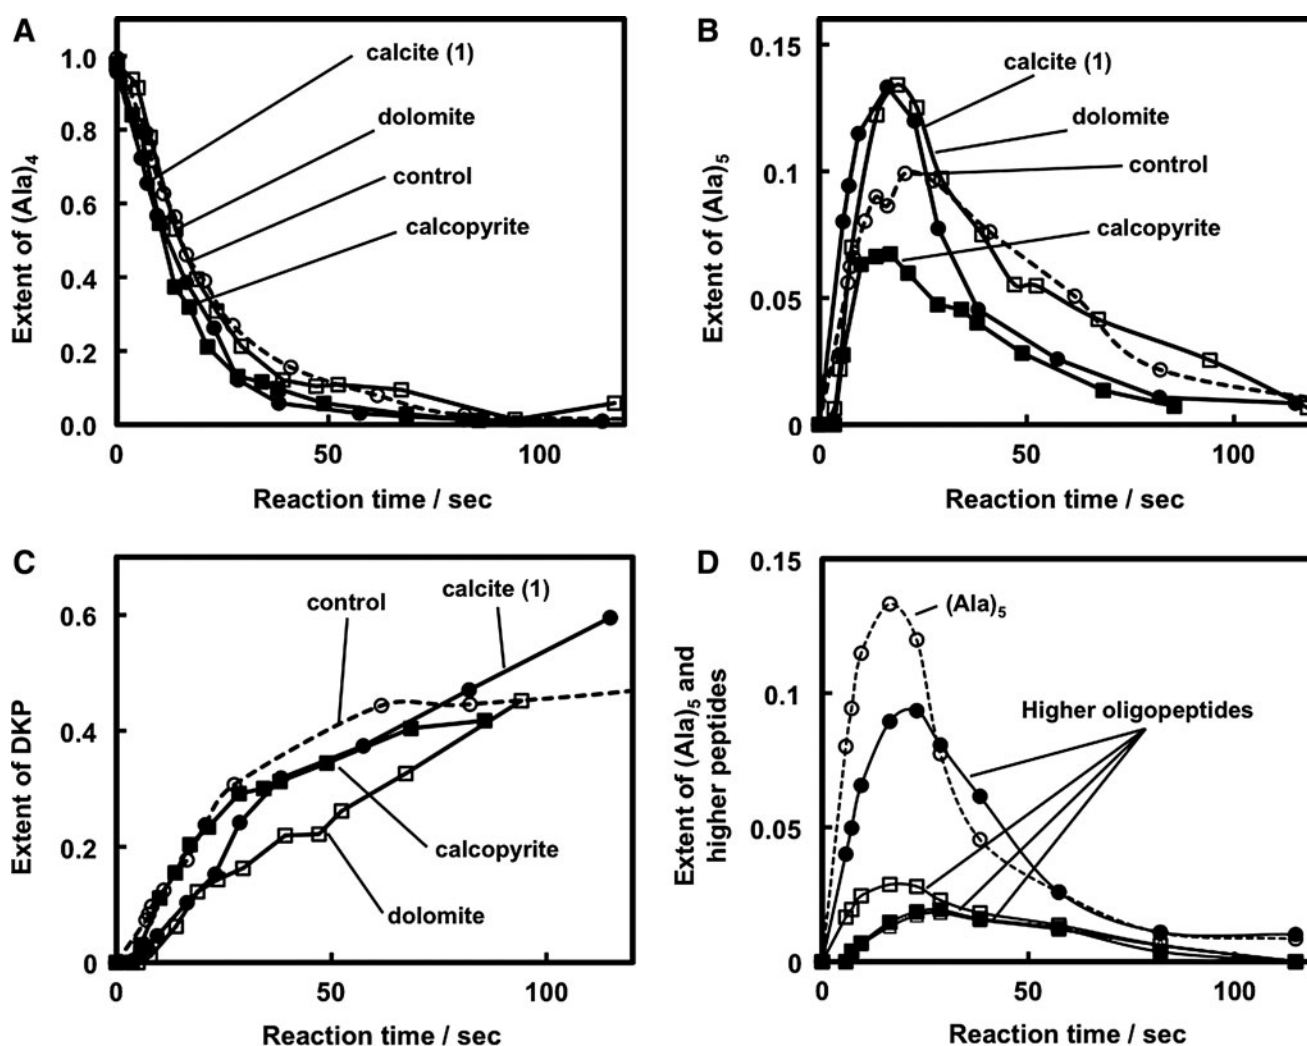 A
calcite (1)
dolomite
control
calcopyrite
Extent of (Ala)₄
1.0
0.8
0.6
0.4
0.2
0.0
0
50
100
Reaction time / sec
B
calcite (1)
dolomite
control
calcopyrite
Extent of (Ala)₅
0.15
0.1
0.05
0
0
50
100
Reaction time / sec
C
control
calcite (1)
calcopyrite
dolomite
Extent of DKP
0.6
0.4
0.2
0
0
50
100
Reaction time / sec
D
(Ala)₅
Higher oligopeptides
Extent of (Ala)₅ and
higher peptides
0.15
0.1
0.05
0
0
50
100
Reaction time / sec